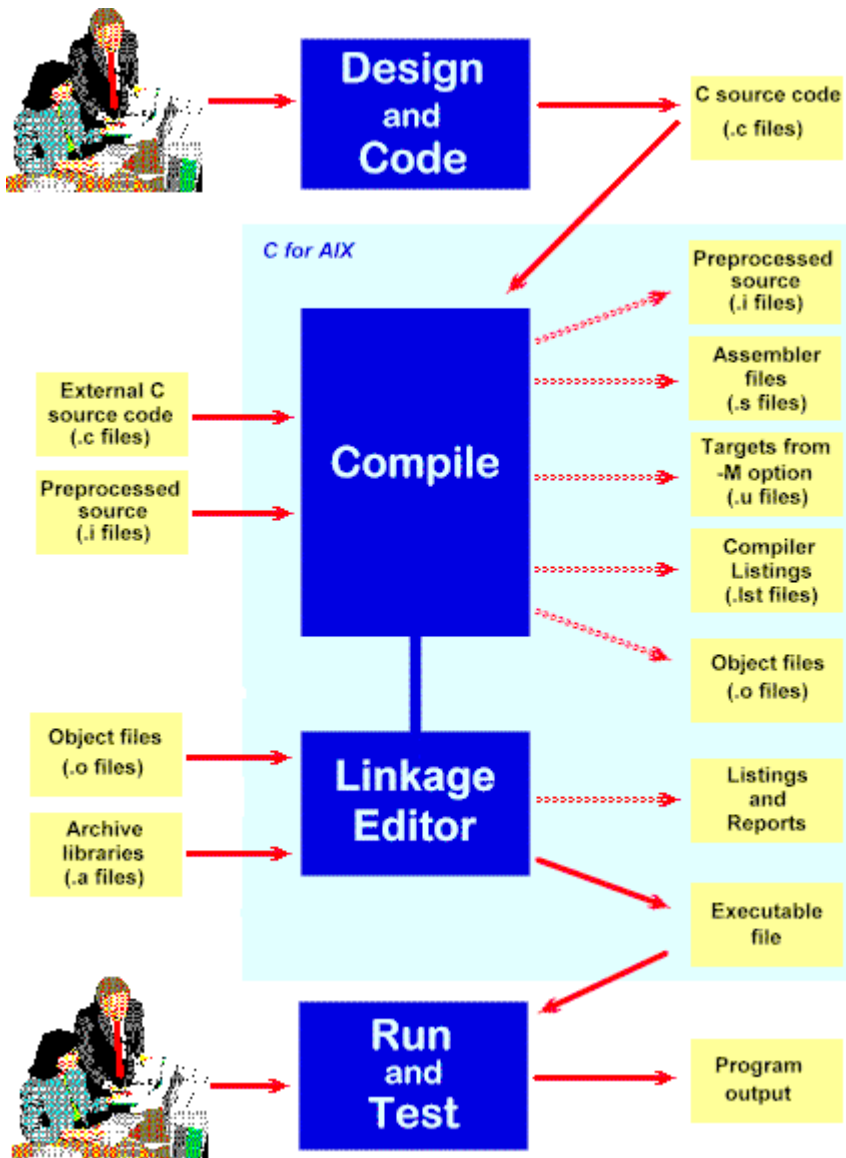 Design
and
Code
C source code
(.c files)
C for AIX
Preprocessed
source
(.i files)
Assembler
files
(.s files)
External C
source code
(.c files)
Compile
Targets from
-M option
(.u files)
Preprocessed
source
(.i files)
Compiler
Listings
(.lst files)
Object files
(.o files)
Object files
(.o files)
Linkage
Editor
Listings
and
Reports
Archive
libraries
(.a files)
Executable
file
Run
and
Test
Program
output